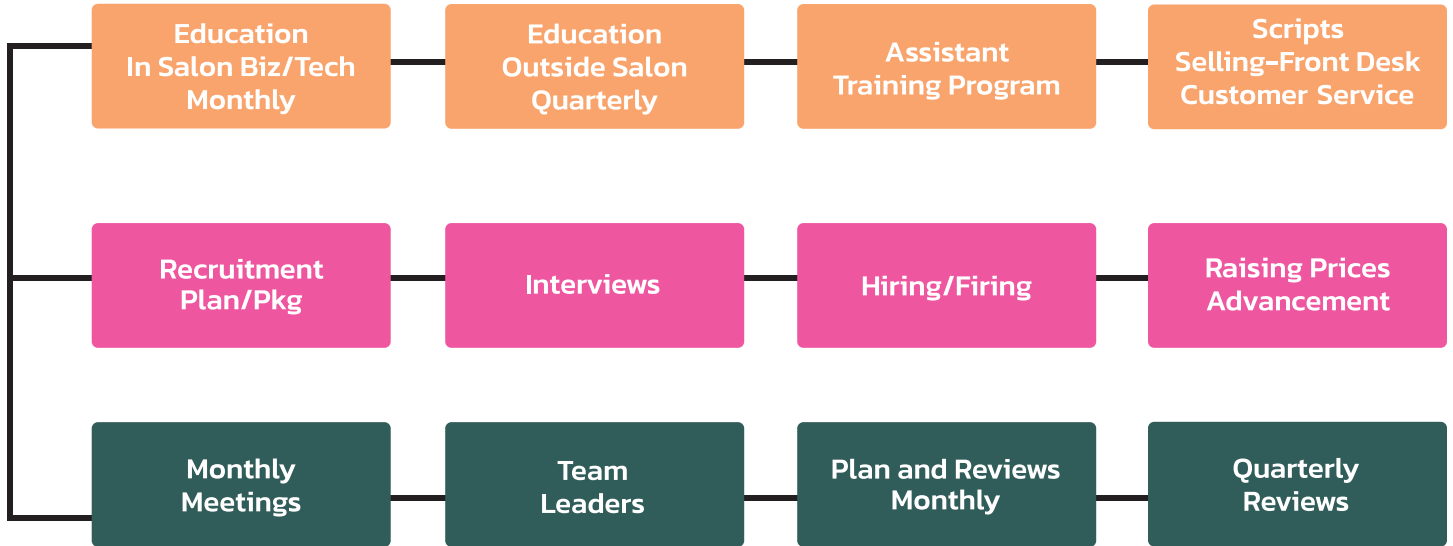 Education
In Salon Biz/Tech
Monthly
Education
Outside Salon
Quarterly
Assistant
Training Program
Scripts
Selling-Front Desk
Customer Service
Recruitment
Plan/Pkg
Interviews
Hiring/Firing
Raising Prices
Advancement
Monthly
Meetings
Team
Leaders
Plan and Reviews
Monthly
Quarterly
Reviews